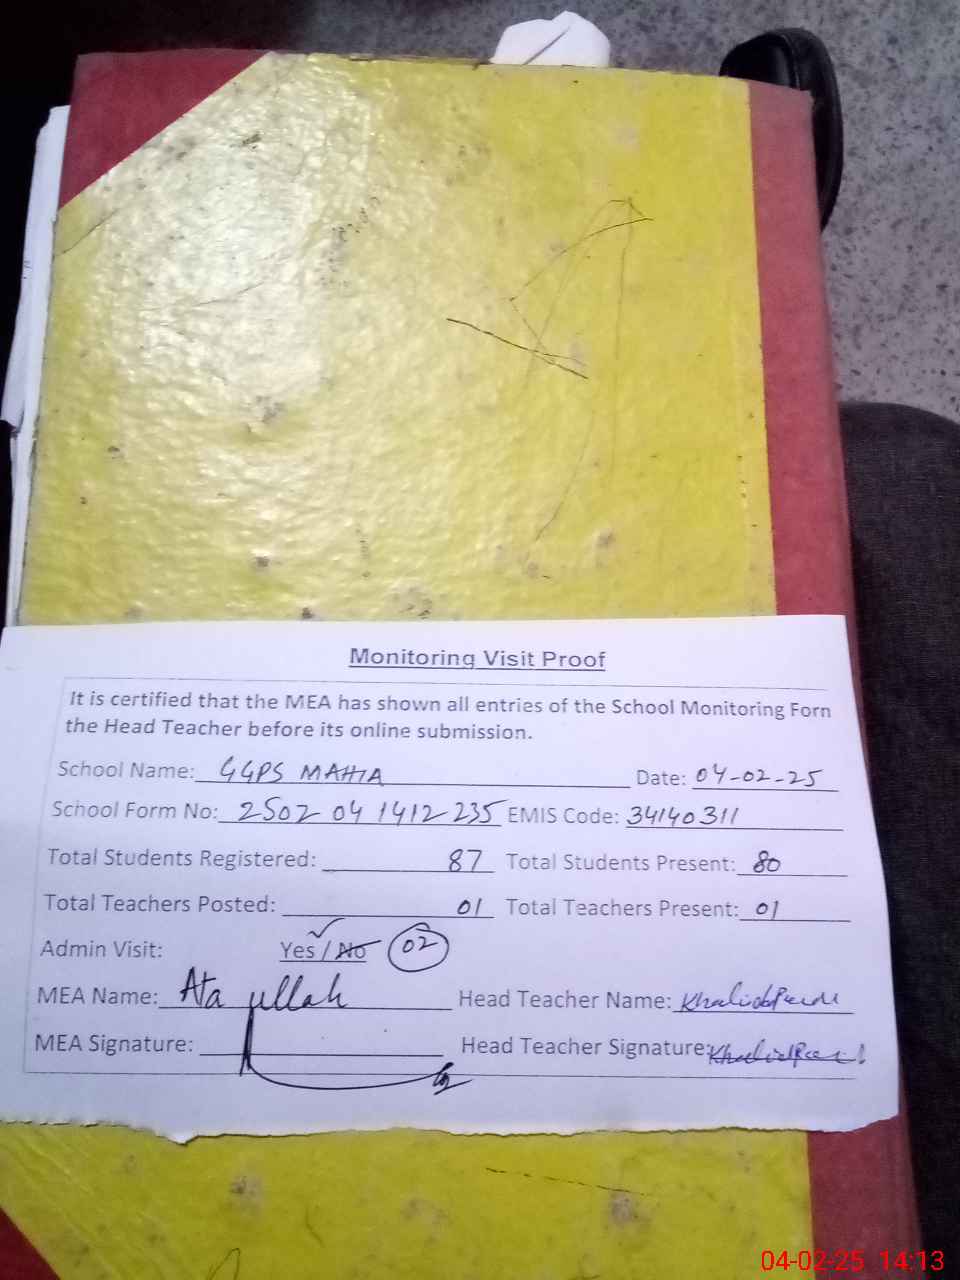 Monitoring Visit Proof
It is certified that the MEA has shown all entries of the School Monitoring Forn
the Head Teacher before its online submission.
School Name: GGPS MAHIA Date: 04-02-25
School Form No: 2502 04 1412 235 EMIS Code: 34140311
Total Students Registered: 87 Total Students Present: 80
Total Teachers Posted: 01 Total Teachers Present: 01
Admin Visit: Yes / No 02
MEA Name: Ata ullah Head Teacher Name:
MEA Signature: Head Teacher Signature:
04-02-25 14:13